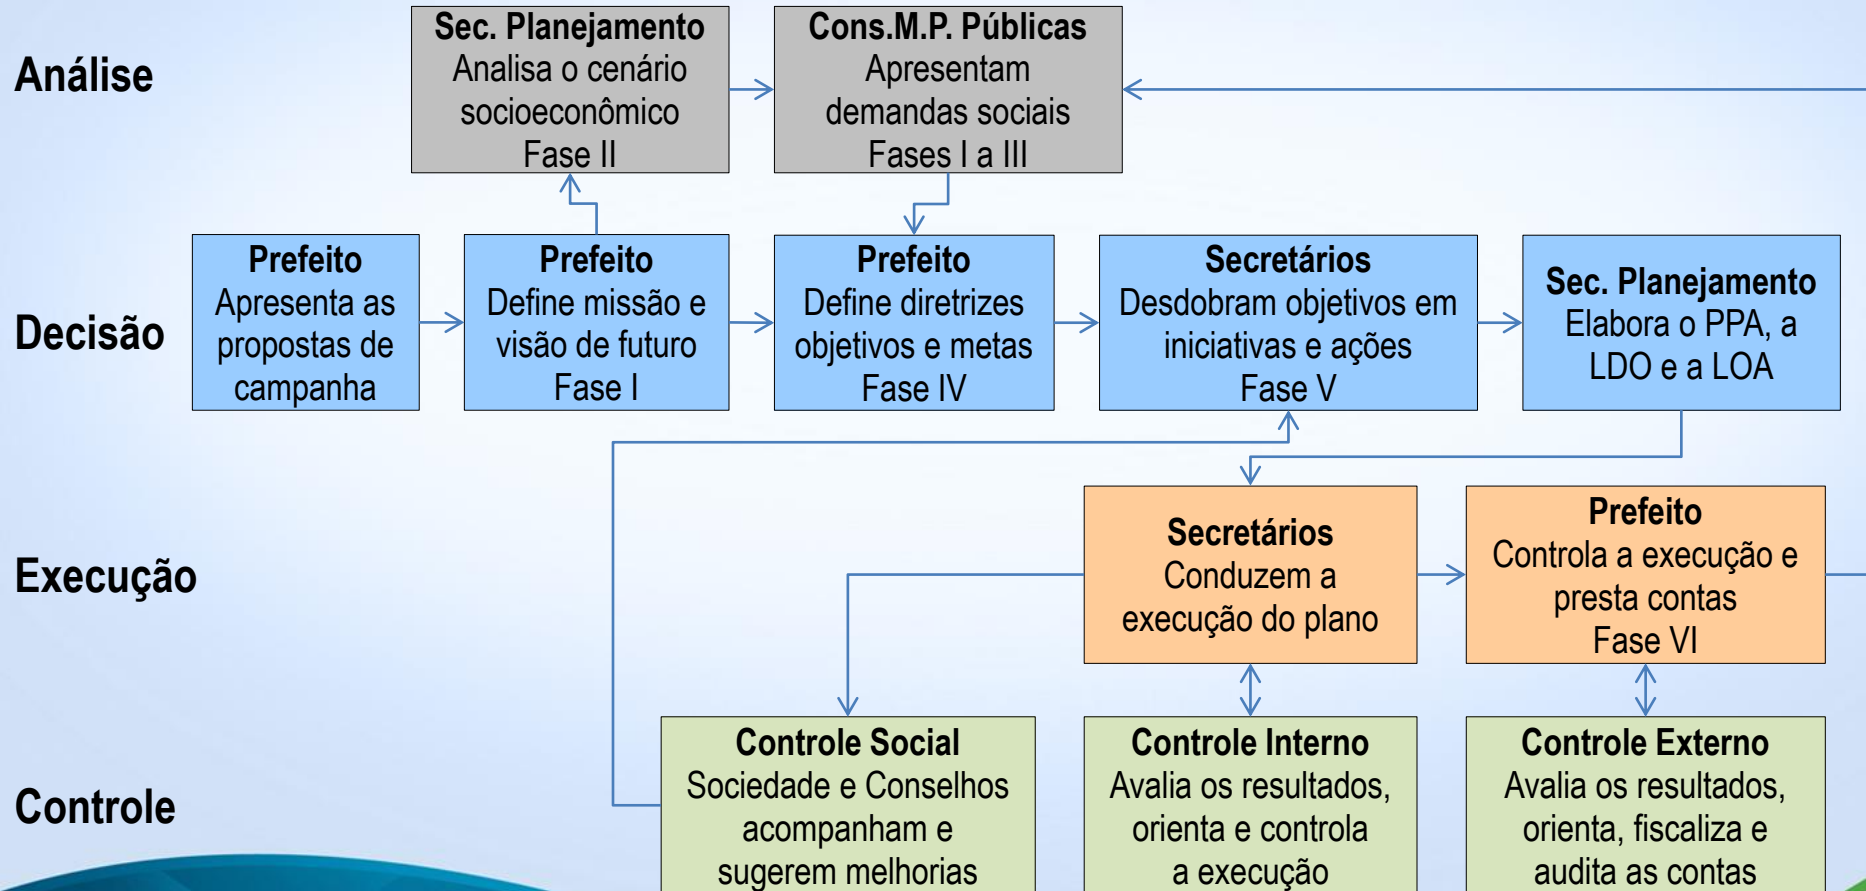 Análise
Sec. Planejamento
Analisa o cenário
socioeconômico
Fase II
Cons.M.P. Públicas
Apresentam
demandas sociais
Fases I a III
Decisão
Prefeito
Apresenta as
propostas de
campanha
Prefeito
Define missão e
visão de futuro
Fase I
Prefeito
Define diretrizes
objetivos e metas
Fase IV
Secretários
Desdobram objetivos em
iniciativas e ações
Fase V
Sec. Planejamento
Elabora o PPA, a
LDO e a LOA
Execução
Secretários
Conduzem a
execução do plano
Prefeito
Controla a execução e
presta contas
Fase VI
Controle
Controle Social
Sociedade e Conselhos
acompanham e
sugerem melhorias
Controle Interno
Avalia os resultados,
orienta e controla
a execução
Controle Externo
Avalia os resultados,
orienta, fiscaliza e
audita as contas